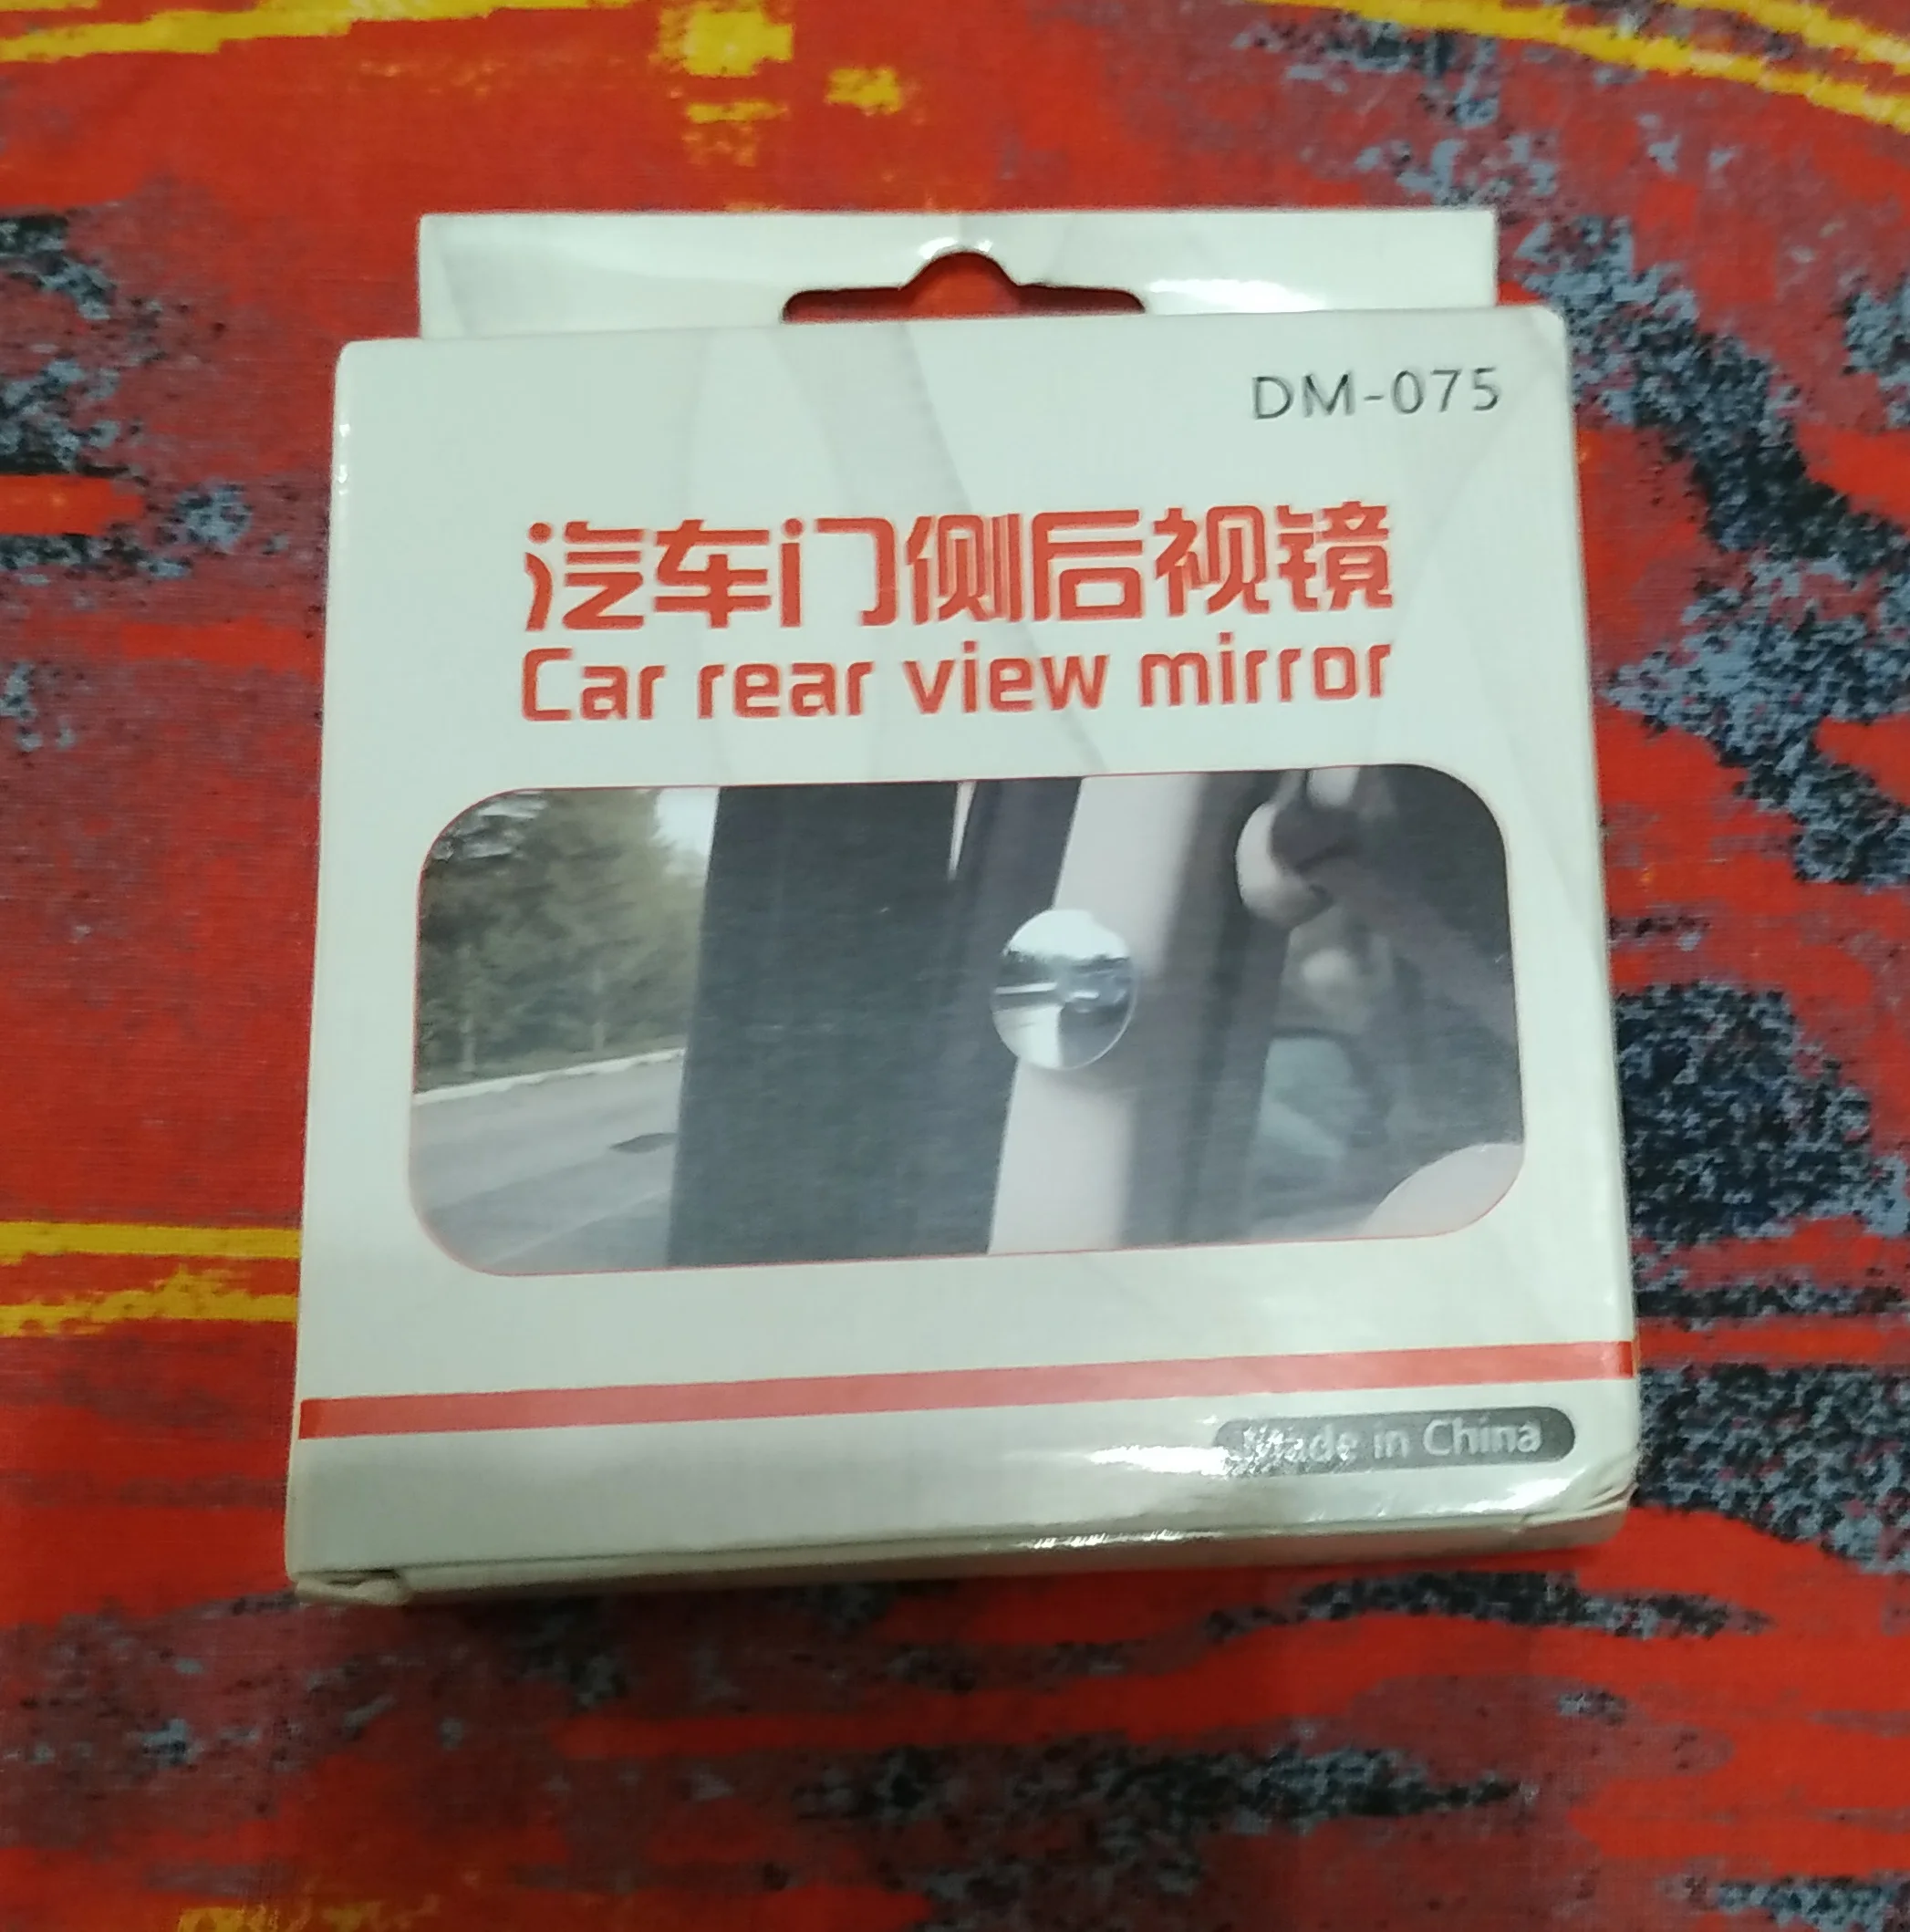 DM-075
汽车门侧后视镜
Car rear view mirror
Made in China